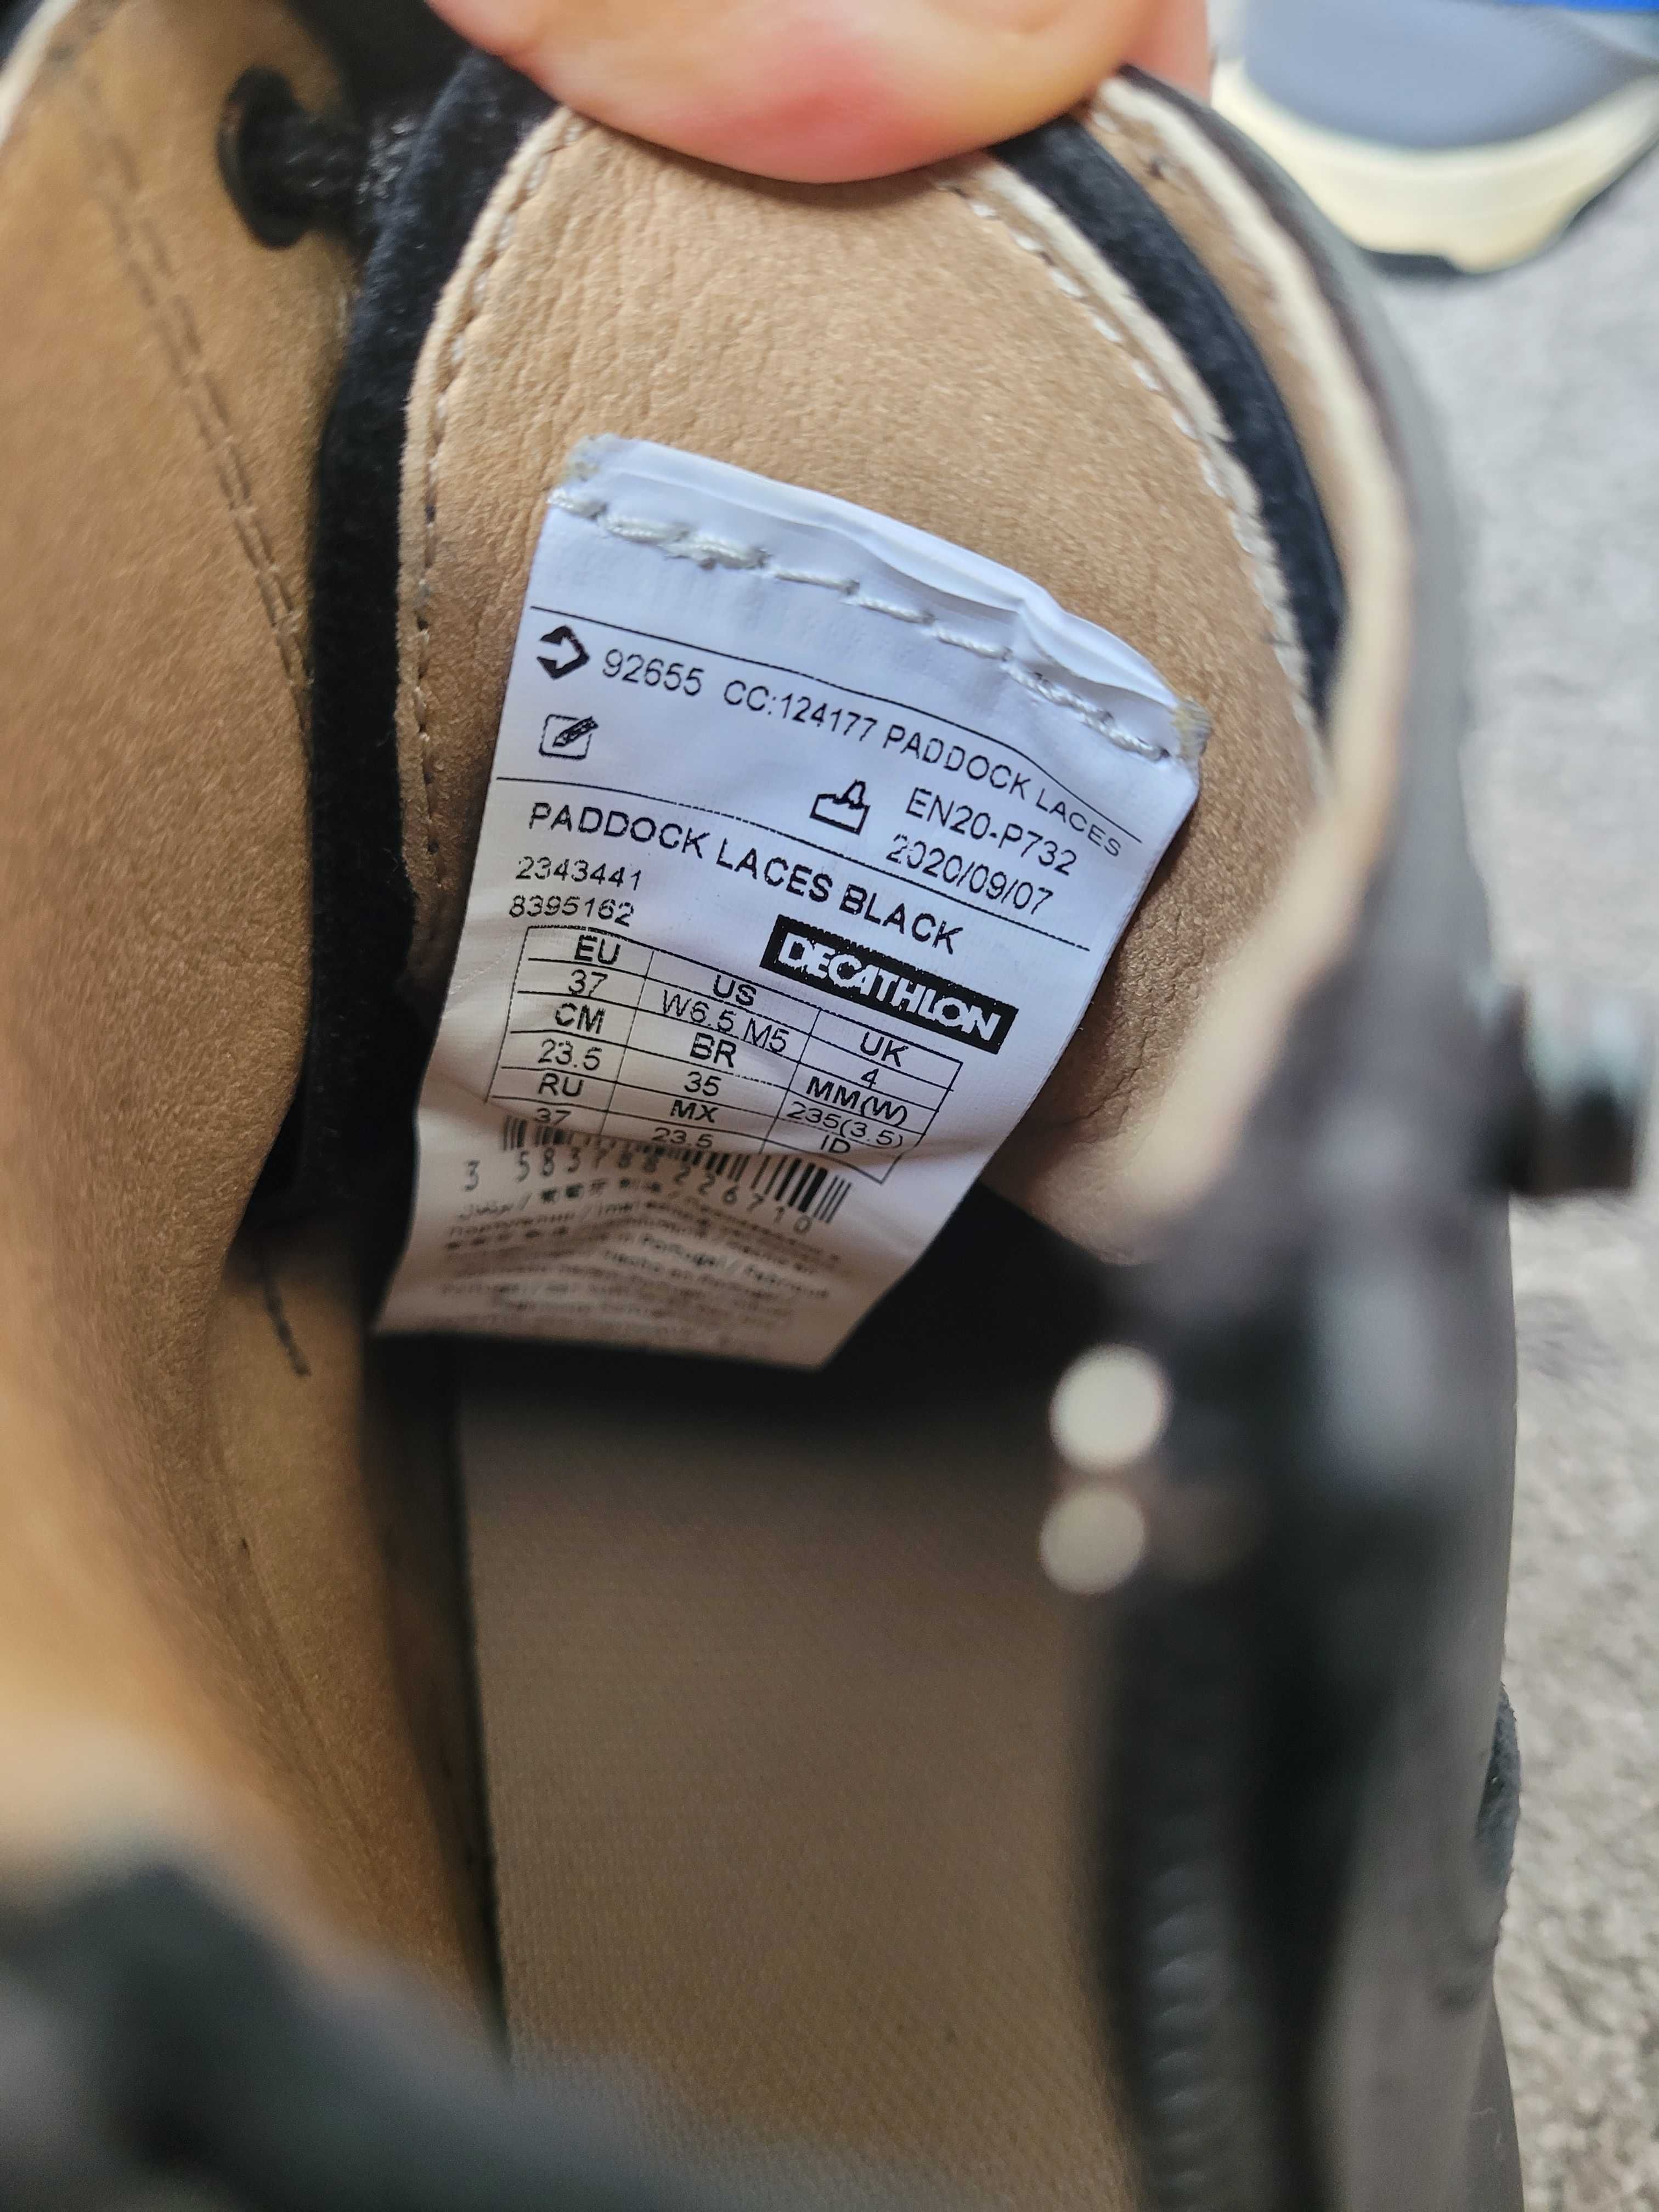 92655 CC:124177 PADDOCK LACES
EN20-P732
2020/09/07
PADDOCK LACES BLACK
2343441
8395162
DECATHLON
EU US UK
37 W6.5 M5 4
CM BR MM(W)
23.5 35 235(3.5)
RU MX ID
37 23.5
3 583788 226710
Portugal